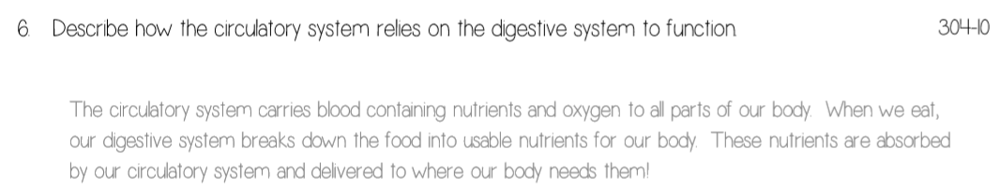 6. Describe how the circulatory system relies on the digestive system to function 304-10
The circulatory system carries blood containing nutrients and oxygen to all parts of our body. When we eat,
our digestive system breaks down the food into usable nutrients for our body. These nutrients are absorbed
by our circulatory system and delivered to where our body needs them!